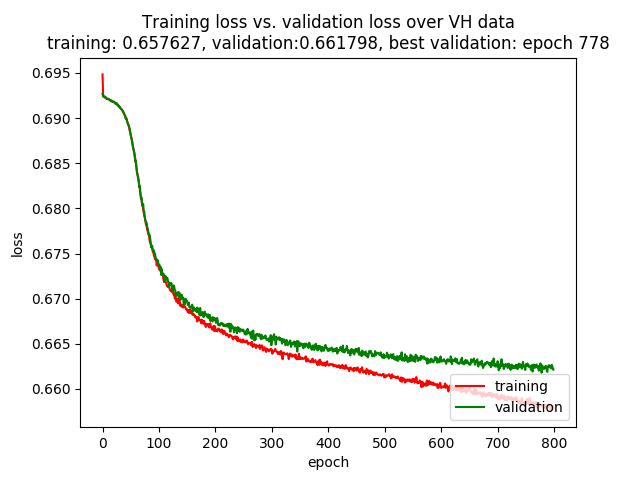 Training loss vs. validation loss over VH data
training: 0.657627, validation:0.661798, best validation: epoch 778
0.695
0.690
0.685
0.680
0.675
0.670
0.665
0.660
loss
training
validation
0 100 200 300 400 500 600 700 800
epoch